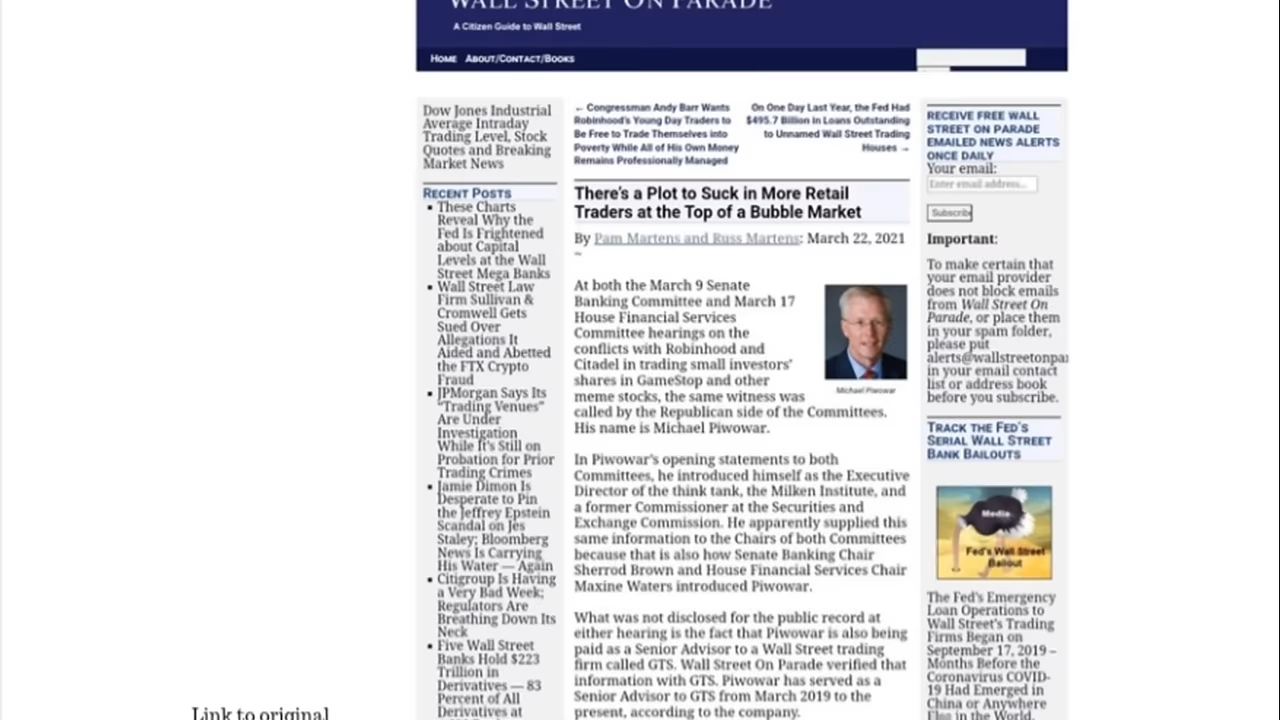 WALL STREET ON PARADE
A Citizen Guide to Wall Street
HOME ABOUT/CONTACT/BOOKS
Dow Jones Industrial
Average Intraday
Trading Level, Stock
Quotes and Breaking
Market News
RECENT POSTS
These Charts
Reveal Why the
Fed Is Frightened
about Capital
Levels at the Wall
Street Mega Banks
Wall Street Law
Firm Sullivan &
Cromwell Gets
Sued Over
Allegations It
Aided and Abetted
the FTX Crypto
Fraud
JPMorgan Says Its
“Trading Venues”
Are Under
Investigation
While It’s Still on
Probation for Prior
Trading Crimes
Jamie Dimon Is
Desperate to Pin
the Jeffrey Epstein
Scandal on Jes
Staley; Bloomberg
News Is Carrying
His Water — Again
Citigroup Is Having
a Very Bad Week;
Regulators Are
Breathing Down Its
Neck
Five Wall Street
Banks Hold $223
Trillion in
Derivatives — 83
Percent of All
Derivatives at
← Congressman Andy Barr Wants
Robinhood’s Young Day Traders to
Be Free to Trade Themselves into
Poverty While All of His Own Money
Remains Professionally Managed
On One Day Last Year, the Fed Had
$495.7 Billion in Loans Outstanding
to Unnamed Wall Street Trading
Houses →
There’s a Plot to Suck in More Retail
Traders at the Top of a Bubble Market
By Pam Martens and Russ Martens: March 22, 2021
~
At both the March 9 Senate
Banking Committee and March 17
House Financial Services
Committee hearings on the
conflicts with Robinhood and
Citadel in trading small investors’
shares in GameStop and other
meme stocks, the same witness was
called by the Republican side of the Committees.
His name is Michael Piwowar.
Michael Piwowar
In Piwowar’s opening statements to both
Committees, he introduced himself as the Executive
Director of the think tank, the Milken Institute, and
a former Commissioner at the Securities and
Exchange Commission. He apparently supplied this
same information to the Chairs of both Committees
because that is also how Senate Banking Chair
Sherrod Brown and House Financial Services Chair
Maxine Waters introduced Piwowar.
What was not disclosed for the public record at
either hearing is the fact that Piwowar is also being
paid as a Senior Advisor to a Wall Street trading
firm called GTS. Wall Street On Parade verified that
information with GTS. Piwowar has served as a
Senior Advisor to GTS from March 2019 to the
present, according to the company.
RECEIVE FREE WALL
STREET ON PARADE
EMAILED NEWS ALERTS
ONCE DAILY
Your email:
Enter email address...
Subscribe
Important:
To make certain that
your email provider
does not block emails
from Wall Street On
Parade, or place them
in your spam folder,
please put
alerts@wallstreetonpar
in your email contact
list or address book
before you subscribe.
TRACK THE FED’S
SERIAL WALL STREET
BANK BAILOUTS
Media
Fed's Wall Street
Bailout
The Fed’s Emergency
Loan Operations to
Wall Street’s Trading
Firms Began on
September 17, 2019 –
Months Before the
Coronavirus COVID-
19 Had Emerged in
China or Anywhere
Else in the World.
Link to original